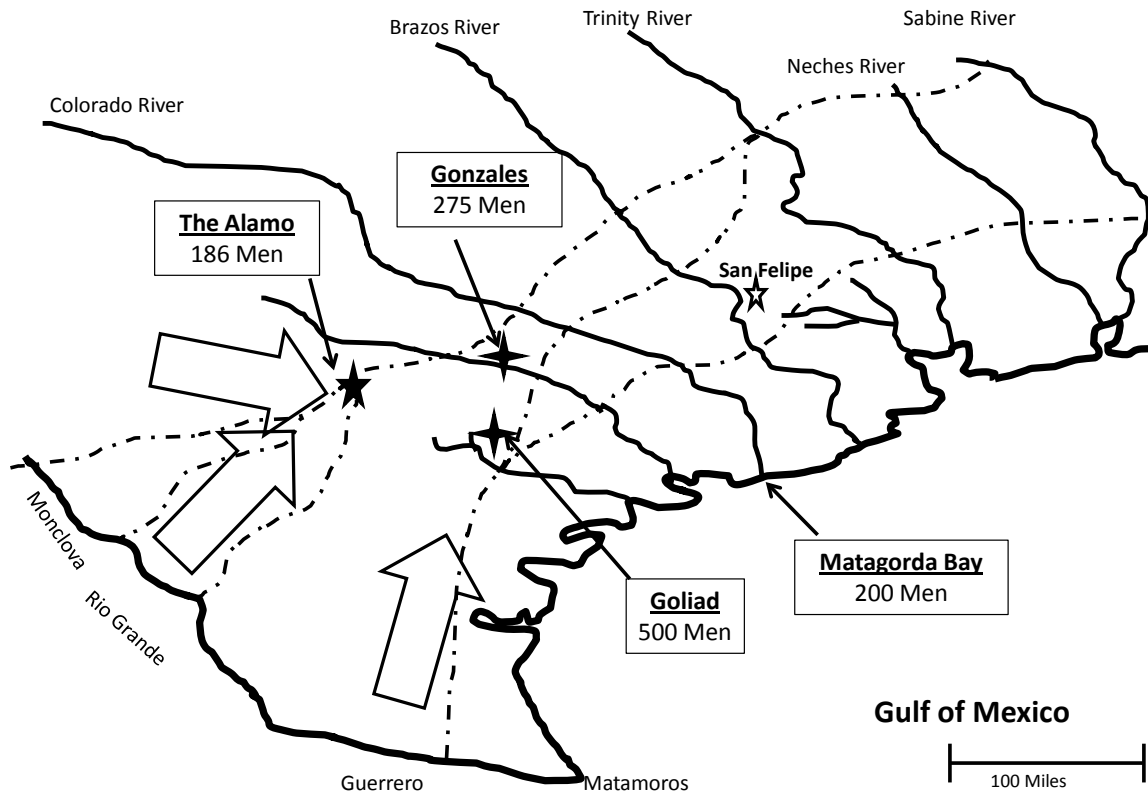 Sabine River
Trinity River
Brazos River
Neches River
Colorado River
Gonzales
275 Men
The Alamo
186 Men
San Felipe
Monclova
Rio Grande
Matagorda Bay
200 Men
Goliad
500 Men
Gulf of Mexico
Guerrero
Matamoros
100 Miles